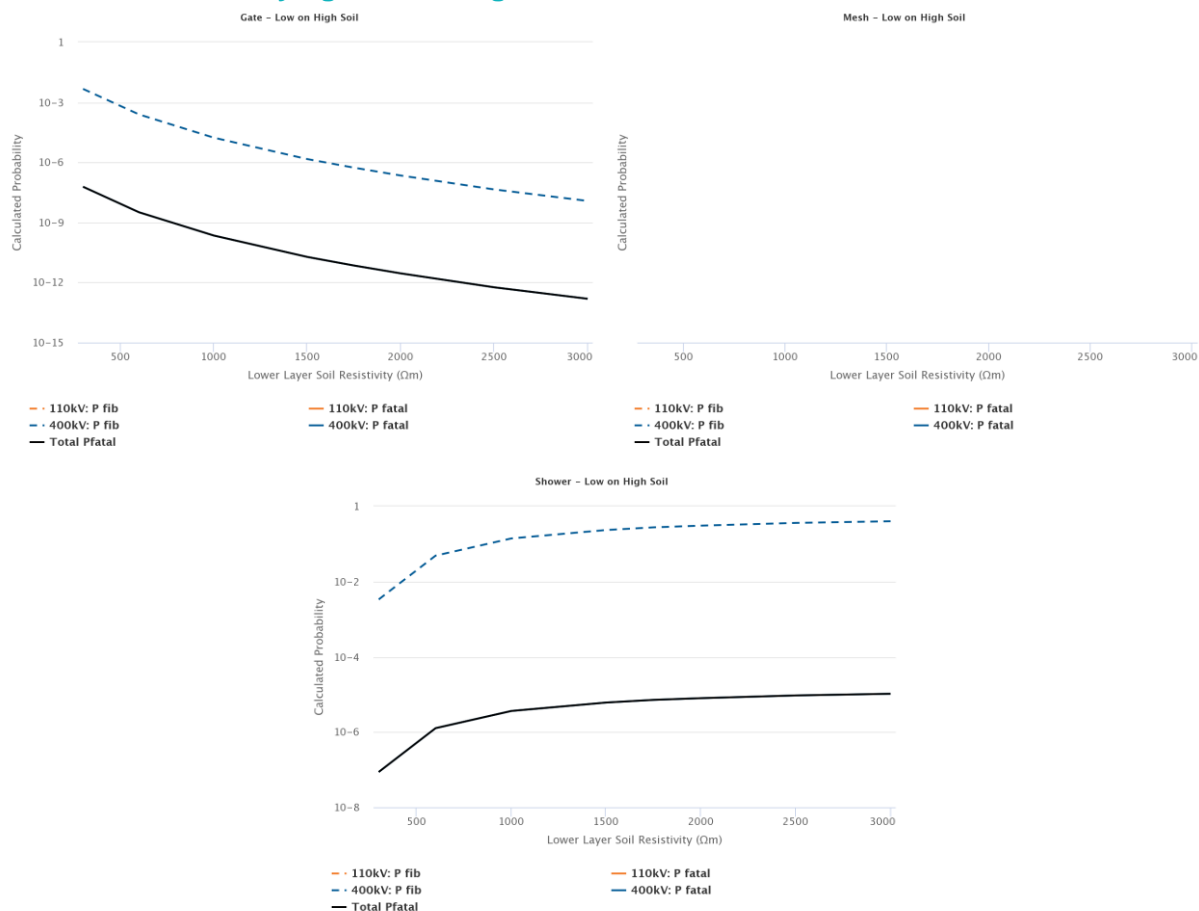 Gate – Low on High Soil
1
10−3
10−6
10−9
10−12
10−15
Calculated Probability
500 1000 1500 2000 2500 3000
Lower Layer Soil Resistivity (Ωm)
110kV: P fib 110kV: P fatal
400kV: P fib 400kV: P fatal
Total Pfatal
Mesh – Low on High Soil
Calculated Probability
500 1000 1500 2000 2500 3000
Lower Layer Soil Resistivity (Ωm)
110kV: P fib 110kV: P fatal
400kV: P fib 400kV: P fatal
Total Pfatal
Shower – Low on High Soil
1
10−2
10−4
10−6
10−8
Calculated Probability
500 1000 1500 2000 2500 3000
Lower Layer Soil Resistivity (Ωm)
110kV: P fib 110kV: P fatal
400kV: P fib 400kV: P fatal
Total Pfatal